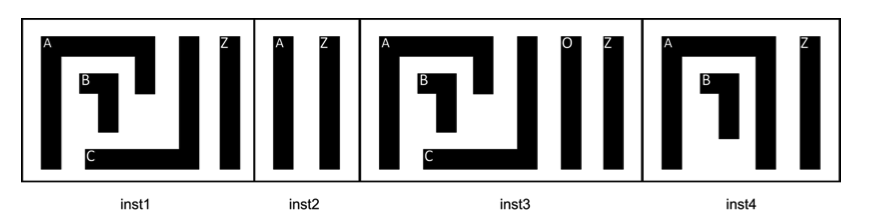 A Z A Z A O Z A Z
B B B
C C
inst1 inst2 inst3 inst4